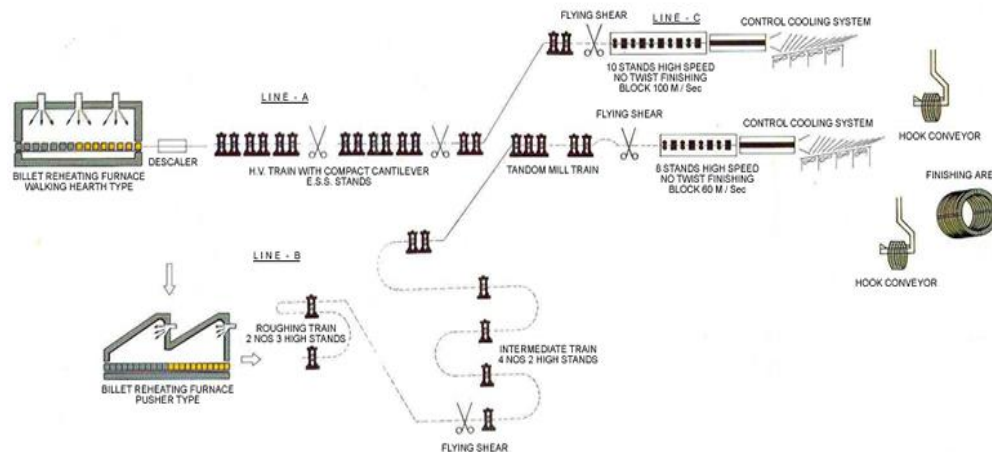 FLYING SHEAR
LINE - C
CONTROL COOLING SYSTEM
10 STANDS HIGH SPEED
NO TWIST FINISHING
BLOCK 100 M / Sec
LINE - A
DESCALER
BILLET REHEATING FURNACE
WALKING HEARTH TYPE
H.V. TRAIN WITH COMPACT CANTILEVER
E.S.S. STANDS
TANDOM MILL TRAIN
FLYING SHEAR
8 STANDS HIGH SPEED
NO TWIST FINISHING
BLOCK 60 M / Sec
CONTROL COOLING SYSTEM
HOOK CONVEYOR
FINISHING ARE
HOOK CONVEYOR
LINE - B
ROUGHING TRAIN
2 NOS 3 HIGH STANDS
INTERMEDIATE TRAIN
4 NOS 2 HIGH STANDS
BILLET REHEATING FURNACE
PUSHER TYPE
FLYING SHEAR